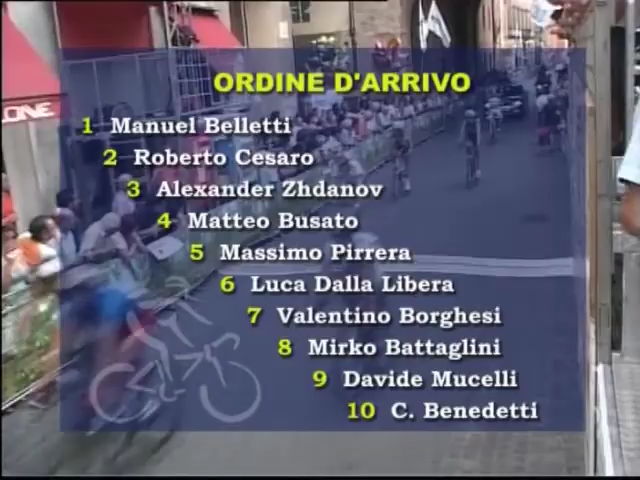 ORDINE D'ARRIVO
1 Manuel Belletti
2 Roberto Cesaro
3 Alexander Zhdanov
4 Matteo Busato
5 Massimo Pirrera
6 Luca Dalla Libera
7 Valentino Borghesi
8 Mirko Battaglini
9 Davide Mucelli
10 C. Benedetti
LONE